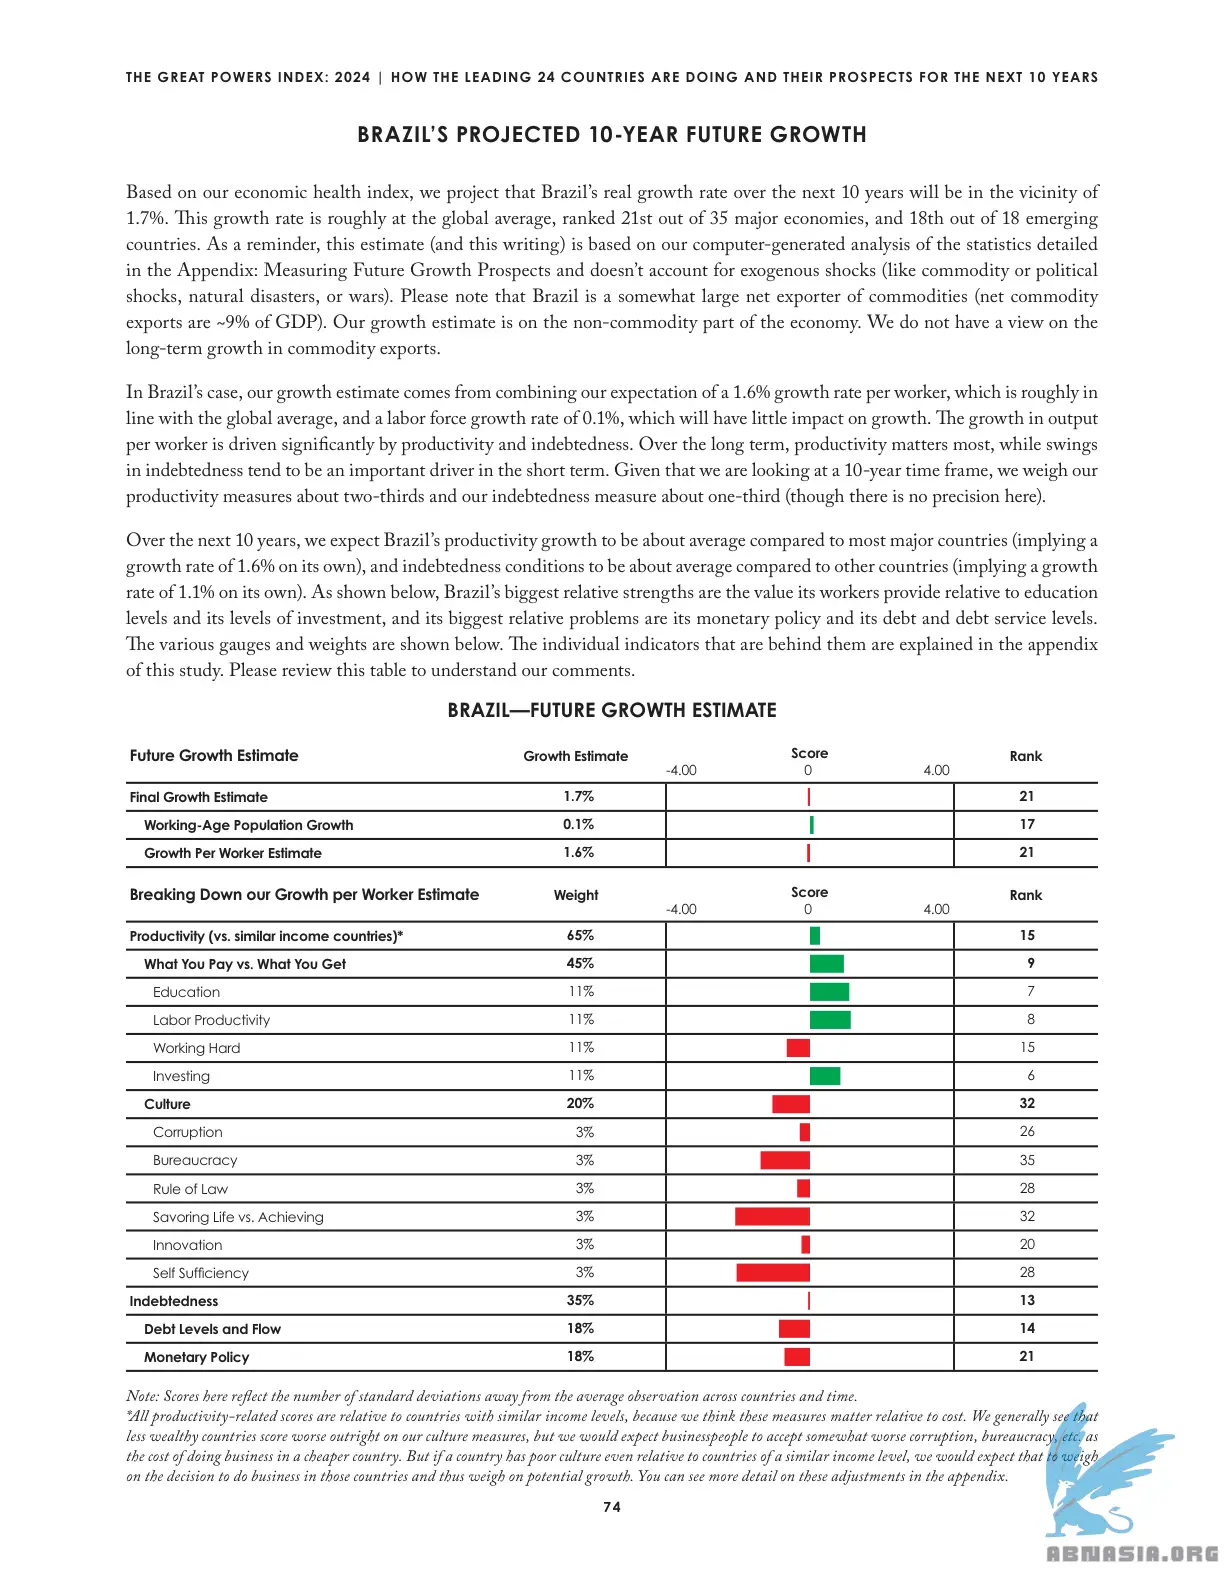 THE GREAT POWERS INDEX: 2024 | HOW THE LEADING 24 COUNTRIES ARE DOING AND THEIR PROSPECTS FOR THE NEXT 10 YEARS
BRAZIL’S PROJECTED 10-YEAR FUTURE GROWTH
Based on our economic health index, we project that Brazil’s real growth rate over the next 10 years will be in the vicinity of
1.7%. This growth rate is roughly at the global average, ranked 21st out of 35 major economies, and 18th out of 18 emerging
countries. As a reminder, this estimate (and this writing) is based on our computer-generated analysis of the statistics detailed
in the Appendix: Measuring Future Growth Prospects and doesn’t account for exogenous shocks (like commodity or political
shocks, natural disasters, or wars). Please note that Brazil is a somewhat large net exporter of commodities (net commodity
exports are ~9% of GDP). Our growth estimate is on the non-commodity part of the economy. We do not have a view on the
long-term growth in commodity exports.
In Brazil’s case, our growth estimate comes from combining our expectation of a 1.6% growth rate per worker, which is roughly in
line with the global average, and a labor force growth rate of 0.1%, which will have little impact on growth. The growth in output
per worker is driven significantly by productivity and indebtedness. Over the long term, productivity matters most, while swings
in indebtedness tend to be an important driver in the short term. Given that we are looking at a 10-year time frame, we weigh our
productivity measures about two-thirds and our indebtedness measure about one-third (though there is no precision here).
Over the next 10 years, we expect Brazil’s productivity growth to be about average compared to most major countries (implying a
growth rate of 1.6% on its own), and indebtedness conditions to be about average compared to other countries (implying a growth
rate of 1.1% on its own). As shown below, Brazil’s biggest relative strengths are the value its workers provide relative to education
levels and its levels of investment, and its biggest relative problems are its monetary policy and its debt and debt service levels.
The various gauges and weights are shown below. The individual indicators that are behind them are explained in the appendix
of this study. Please review this table to understand our comments.
BRAZIL—FUTURE GROWTH ESTIMATE
Future Growth Estimate Growth Estimate Score Rank
-4.00 0 4.00
Final Growth Estimate 1.7% 21
Working-Age Population Growth 0.1% 17
Growth Per Worker Estimate 1.6% 21
Breaking Down our Growth per Worker Estimate Weight Score Rank
-4.00 0 4.00
Productivity (vs. similar income countries)* 65% 15
What You Pay vs. What You Get 45% 9
Education 11% 7
Labor Productivity 11% 8
Working Hard 11% 15
Investing 11% 6
Culture 20% 32
Corruption 3% 26
Bureaucracy 3% 35
Rule of Law 3% 28
Savoring Life vs. Achieving 3% 32
Innovation 3% 20
Self Sufficiency 3% 28
Indebtedness 35% 13
Debt Levels and Flow 18% 14
Monetary Policy 18% 21
Note: Scores here reflect the number of standard deviations away from the average observation across countries and time.
*All productivity-related scores are relative to countries with similar income levels, because we think these measures matter relative to cost. We generally see that
less wealthy countries score worse outright on our culture measures, but we would expect businesspeople to accept somewhat worse corruption, bureaucracy, etc. as
the cost of doing business in a cheaper country. But if a country has poor culture even relative to countries of a similar income level, we would expect that to weigh
on the decision to do business in those countries and thus weigh on potential growth. You can see more detail on these adjustments in the appendix.
74
ABNASIA.ORG